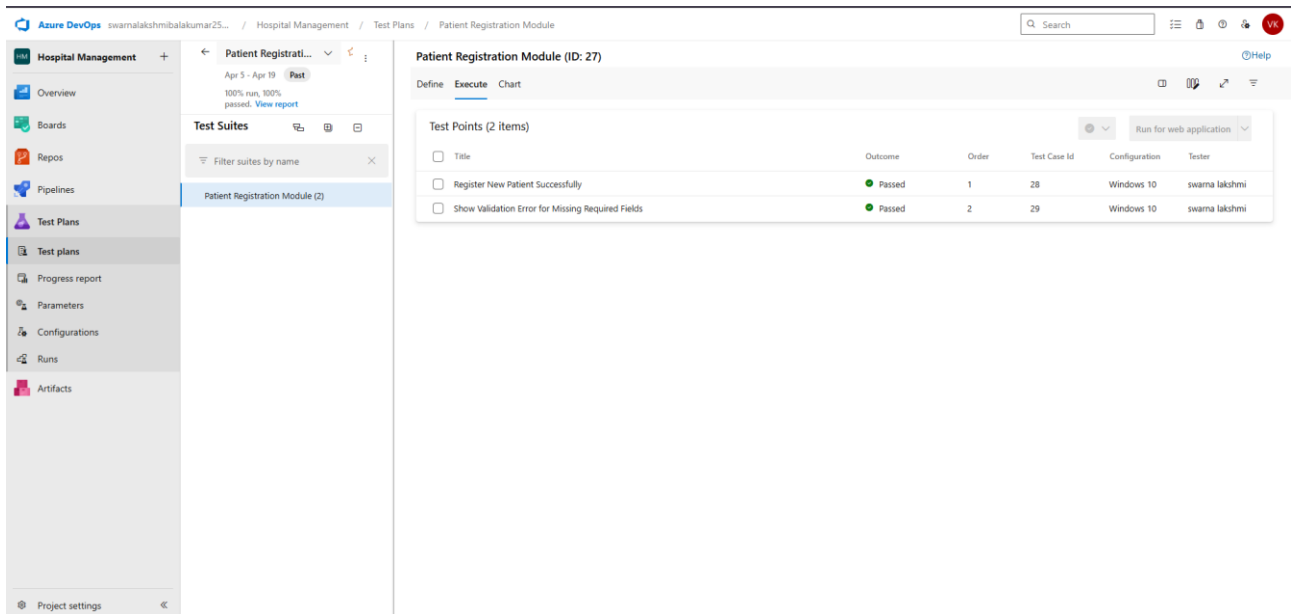 Azure DevOps swarnalakshmibalakumar25... / Hospital Management / Test Plans / Patient Registration Module
Search
VK
HM Hospital Management +
Overview
Boards
Repos
Pipelines
Test Plans
Test plans
Progress report
Parameters
Configurations
Runs
Artifacts
Project settings
Patient Registrati...
Apr 5 - Apr 19 Past
100% run, 100%
passed. View report
Test Suites
Filter suites by name
Patient Registration Module (2)
Patient Registration Module (ID: 27)
Help
Define Execute Chart
Test Points (2 items)
Run for web application
Title Outcome Order Test Case Id Configuration Tester
Register New Patient Successfully Passed 1 28 Windows 10 swarna lakshmi
Show Validation Error for Missing Required Fields Passed 2 29 Windows 10 swarna lakshmi